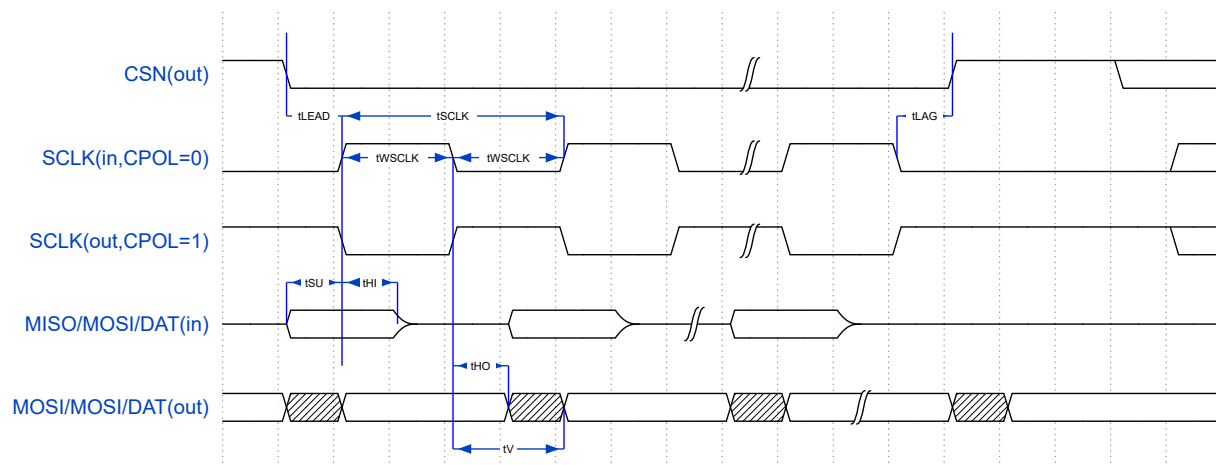 CSN(out)
tLEAD tSCLK tLAG
SCLK(in,CPOL=0)
tWSCLK tWSCLK
SCLK(out,CPOL=1)
tSU tHI
MISO/MOSI/DAT(in)
tHO
MOSI/MOSI/DAT(out)
tV